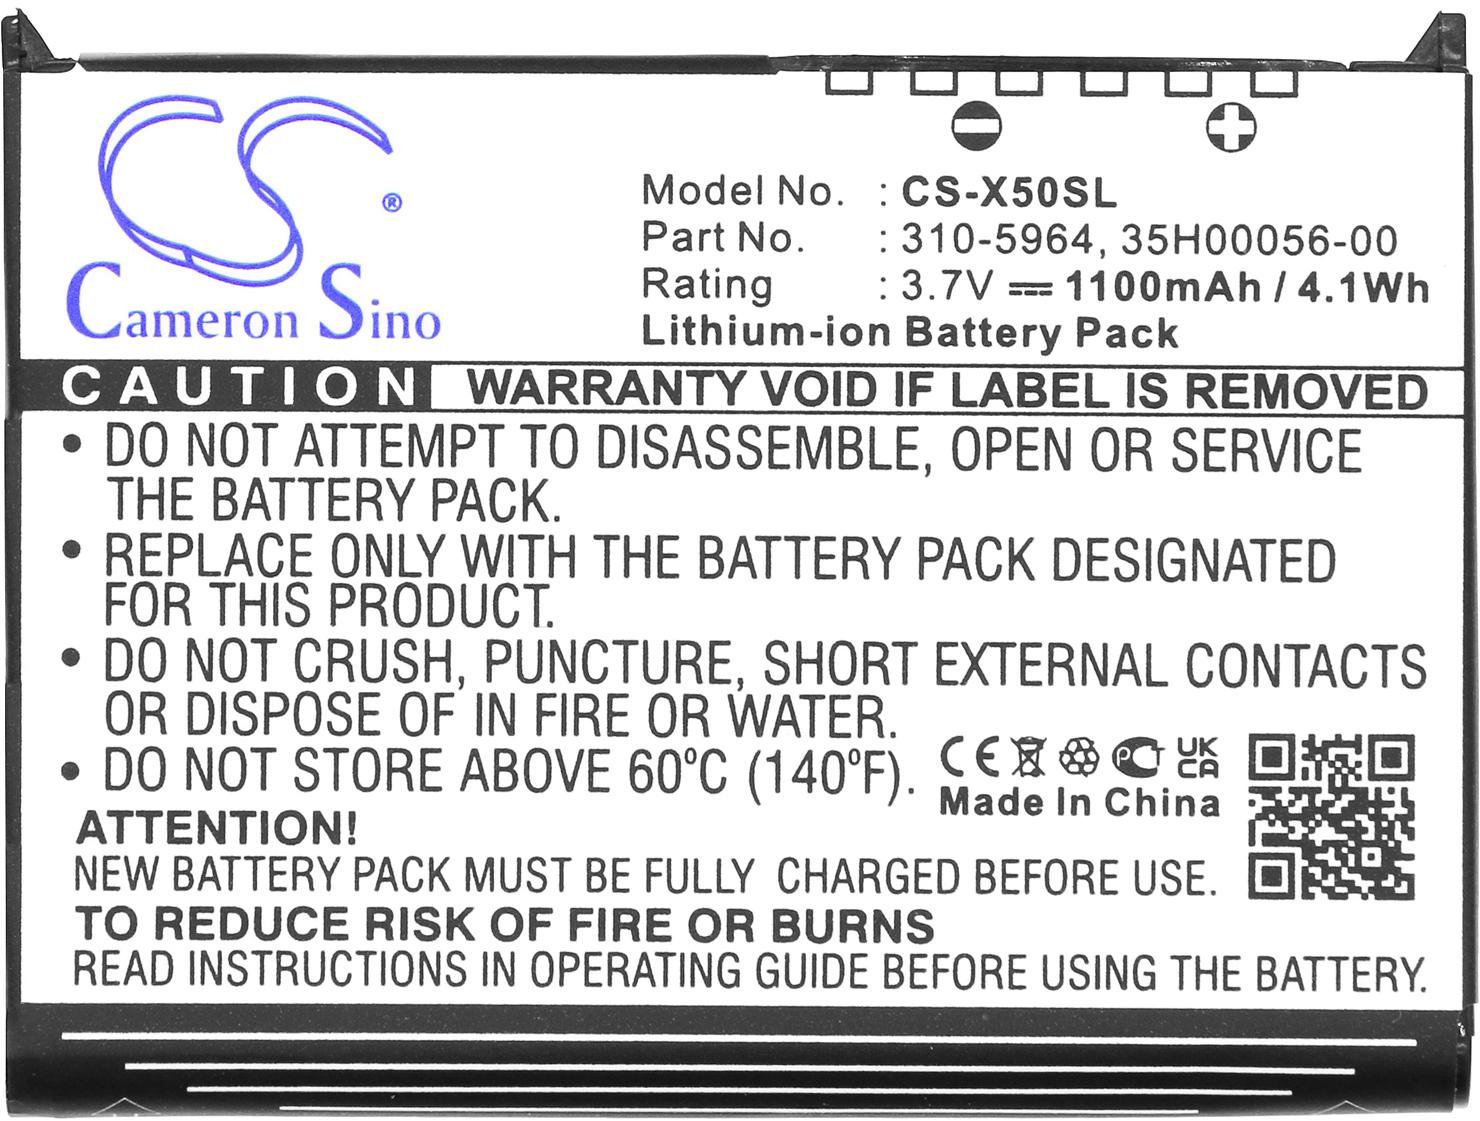 CS®
Cameron Sino
Model No. : CS-X50SL
Part No. : 310-5964, 35H00056-00
Rating : 3.7V ⎓ 1100mAh / 4.1Wh
Lithium-ion Battery Pack
CAUTION WARRANTY VOID IF LABEL IS REMOVED
• DO NOT ATTEMPT TO DISASSEMBLE, OPEN OR SERVICE
THE BATTERY PACK.
• REPLACE ONLY WITH THE BATTERY PACK DESIGNATED
FOR THIS PRODUCT.
• DO NOT CRUSH, PUNCTURE, SHORT EXTERNAL CONTACTS
OR DISPOSE OF IN FIRE OR WATER.
• DO NOT STORE ABOVE 60°C (140°F).
CE PCT UK
CA
Made In China
ATTENTION!
NEW BATTERY PACK MUST BE FULLY CHARGED BEFORE USE.
TO REDUCE RISK OF FIRE OR BURNS
READ INSTRUCTIONS IN OPERATING GUIDE BEFORE USING THE BATTERY.